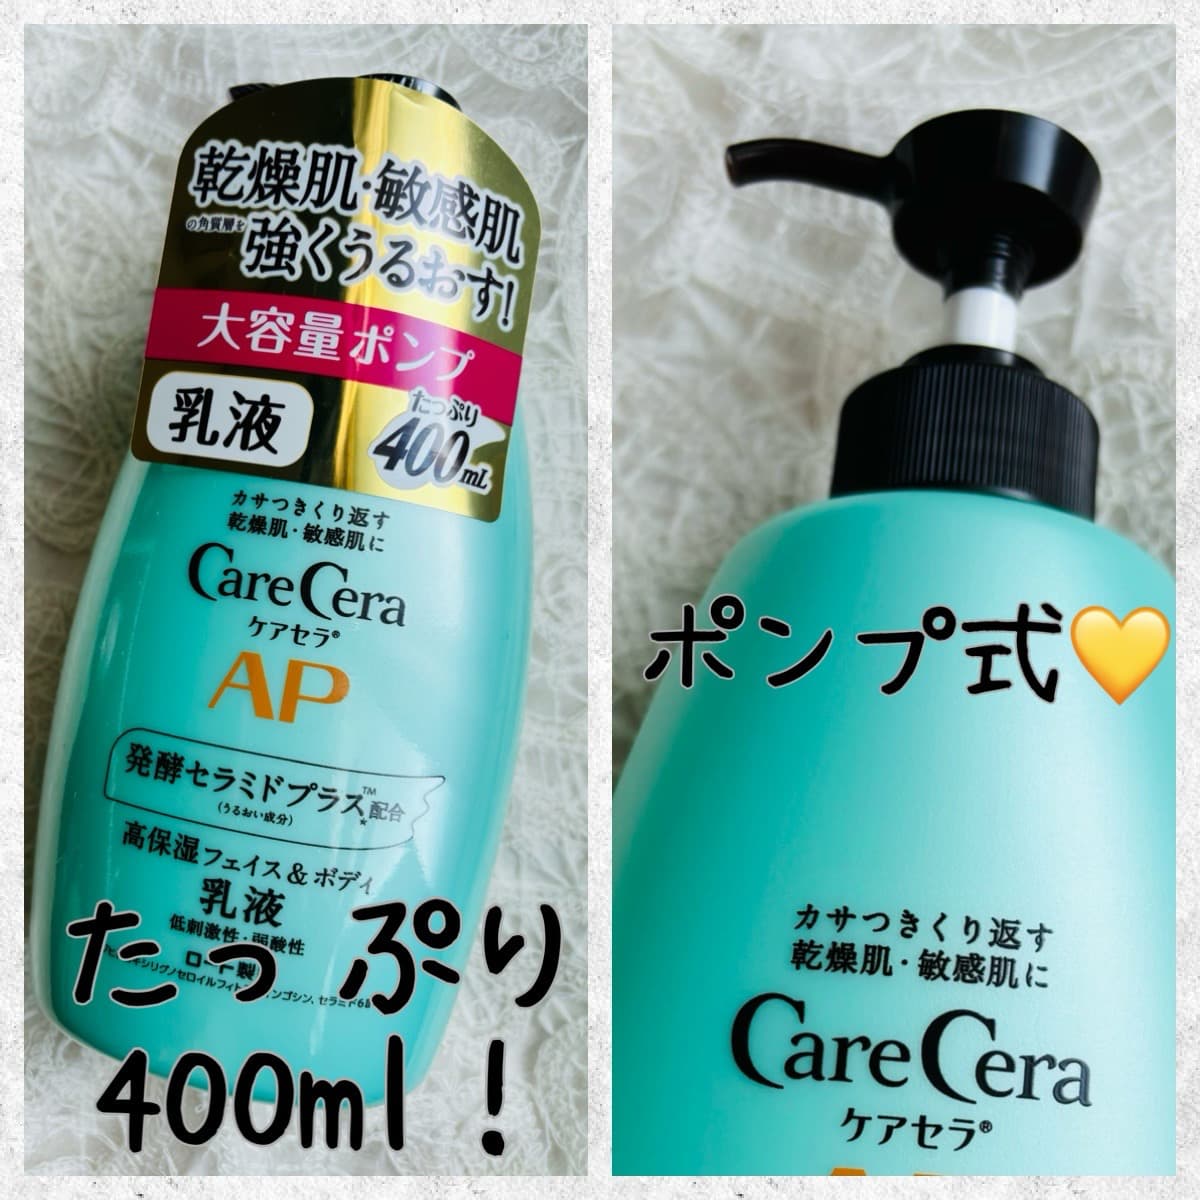 乾燥肌・敏感肌
の角質層を強くうるおす!
大容量ポンプ
乳液
たっぷり
400mL
カサつきくり返す
乾燥肌・敏感肌に
CareCera
ケアセラ®
AP
発酵セラミドプラス™*配合
(うるおい成分)
高保湿フェイス&ボディ
乳液
低刺激性・弱酸性
ロート製
たっぷり
400ml!
ポンプ式💛
カサつきくり返す
乾燥肌・敏感肌に
CareCera
ケアセラ®